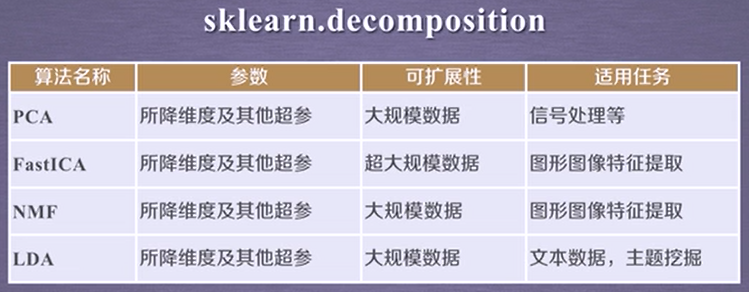 sklearn.decomposition
算法名称 参数 可扩展性 适用任务
PCA 所降维度及其他超参 大规模数据 信号处理等
FastICA 所降维度及其他超参 超大规模数据 图形图像特征提取
NMF 所降维度及其他超参 大规模数据 图形图像特征提取
LDA 所降维度及其他超参 大规模数据 文本数据，主题挖掘